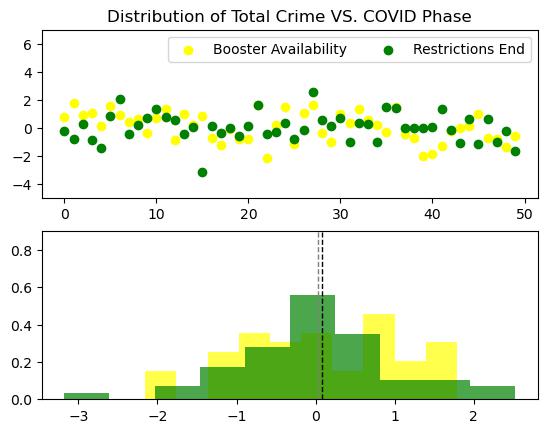 Distribution of Total Crime VS. COVID Phase
Booster Availability Restrictions End
6
4
2
0
−2
−4
0 10 20 30 40 50
0.8
0.6
0.4
0.2
0.0
−3 −2 −1 0 1 2